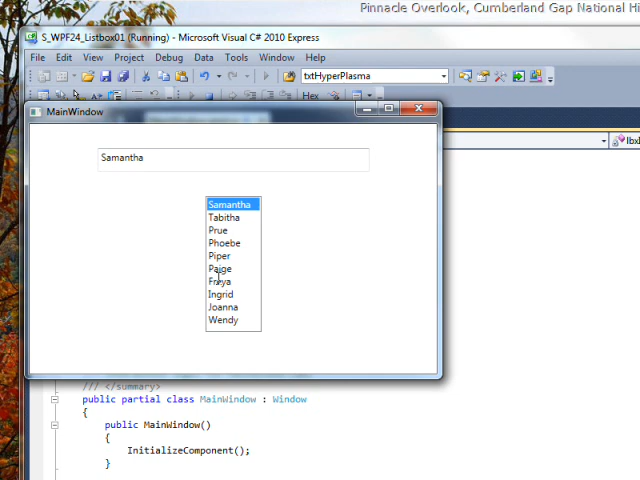 Pinnacle Overlook, Cumberland Gap National Hi
S_WPF24_Listbox01 (Running) - Microsoft Visual C# 2010 Express
File Edit View Project Debug Data Tools Window Help
txtHyperPlasma
Hex
MainWindow
lbxl
Samantha
Samantha
Tabitha
Prue
Phoebe
Piper
Paige
Freya
Ingrid
Joanna
Wendy
/// </summary>
public partial class MainWindow : Window
{
public MainWindow()
{
InitializeComponent();
}